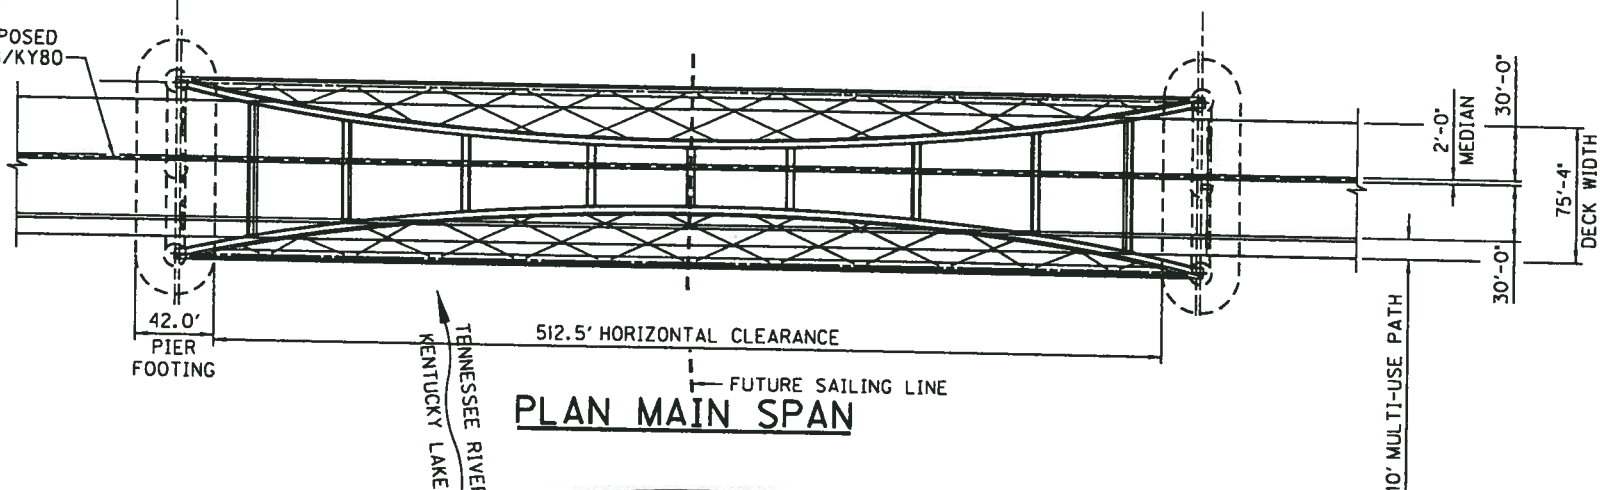 POSED
/KY80
42.0'
PIER
FOOTING
512.5' HORIZONTAL CLEARANCE
FUTURE SAILING LINE
PLAN MAIN SPAN
TENNESSEE RIVER
KENTUCKY LAKE
2'-0"
MEDIAN
30'-0"
75'-4"
DECK WIDTH
30'-0"
10' MULTI-USE PATH